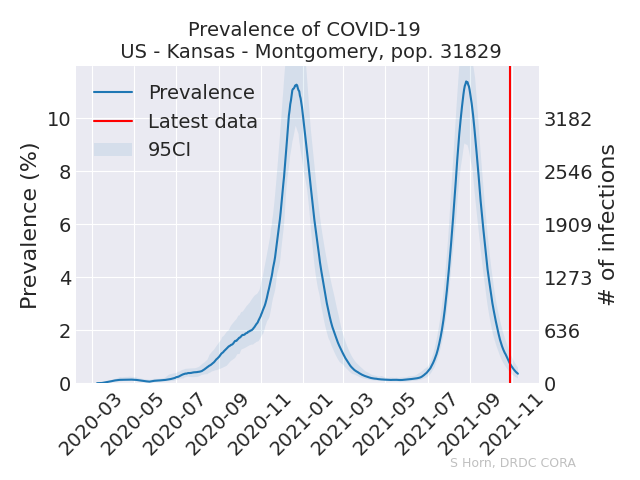 Prevalence of COVID-19
US - Kansas - Montgomery, pop. 31829
Prevalence
Latest data
95CI
Prevalence (%)
10
8
6
4
2
0
3182
2546
1909
1273
636
0
# of infections
2020-03
2020-05
2020-07
2020-09
2020-11
2021-01
2021-03
2021-05
2021-07
2021-09
2021-11
S Horn, DRDC CORA